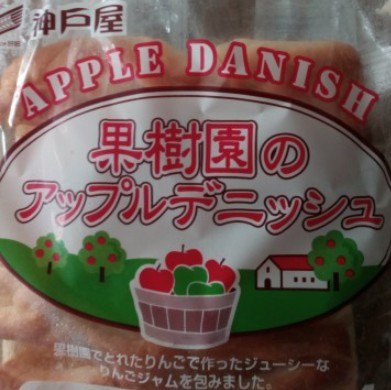 神戸屋
APPLE DANISH
果樹園の
アップルデニッシュ
果樹園でとれたりんごで作ったジューシーな
りんごジャムを包みました。